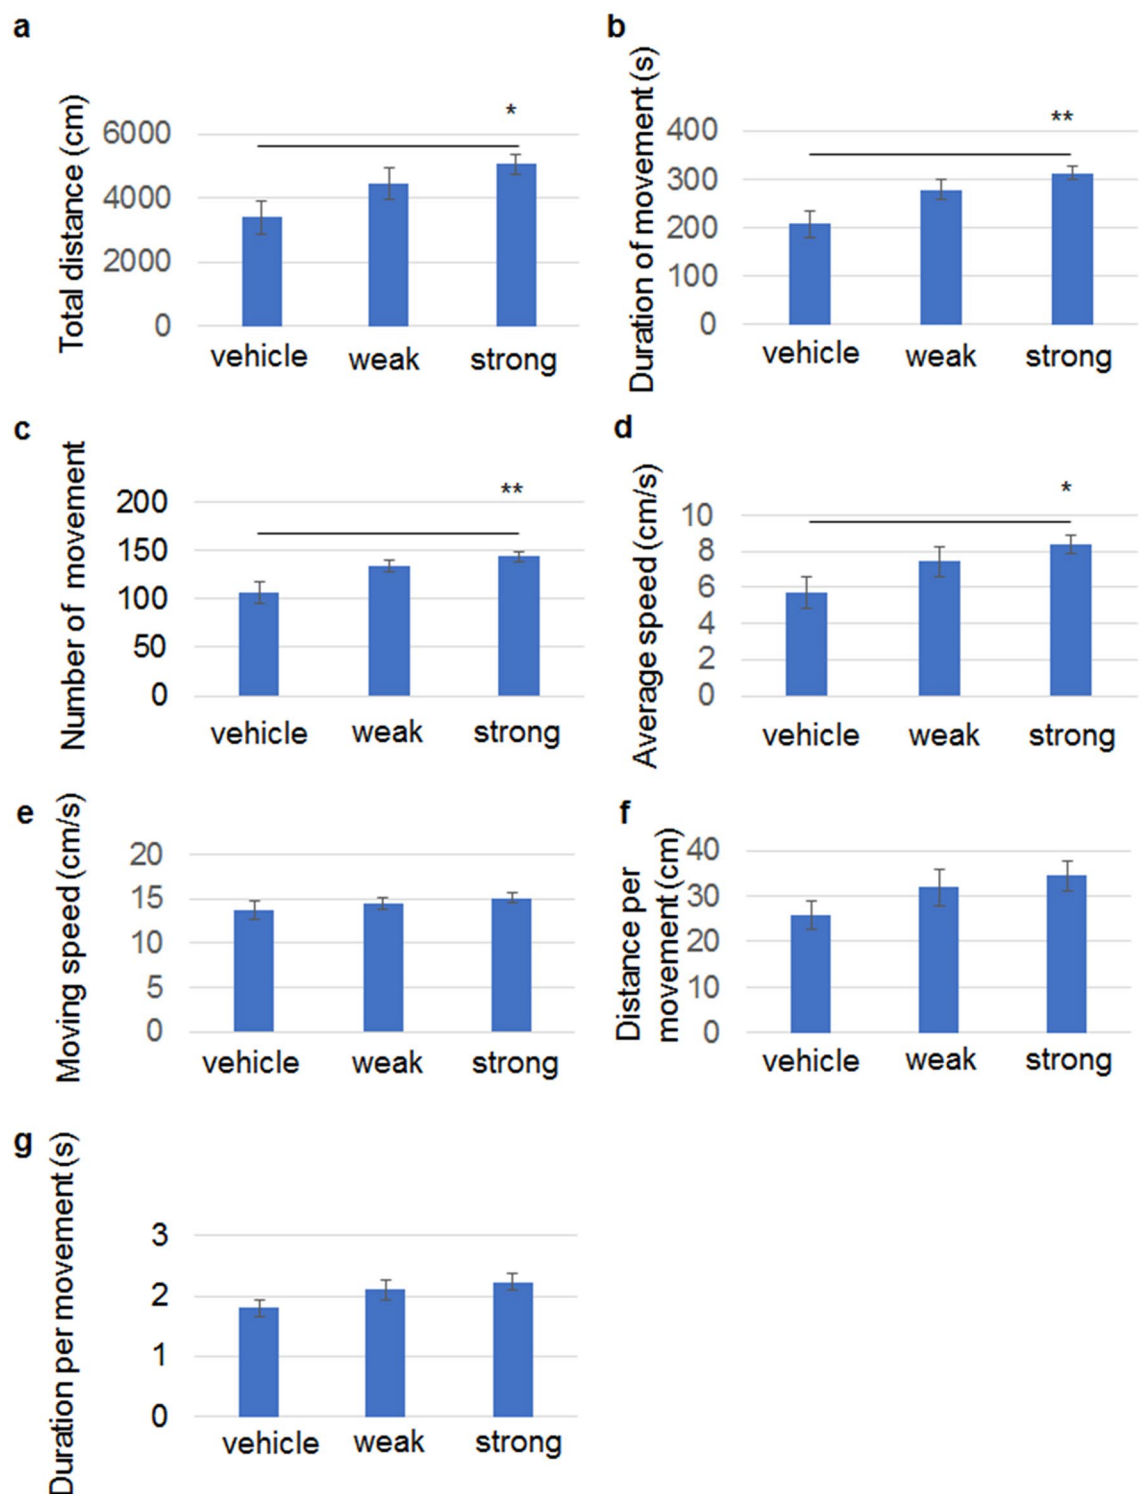 a
Total distance (cm)
6000
4000
2000
0
*
vehicle weak strong
b
Duration of movement (s)
400
300
200
100
0
**
vehicle weak strong
c
Number of movement
200
150
100
50
0
**
vehicle weak strong
d
Average speed (cm/s)
10
8
6
4
2
0
*
vehicle weak strong
e
Moving speed (cm/s)
20
15
10
5
0
vehicle weak strong
f
Distance per
movement (cm)
40
30
20
10
0
vehicle weak strong
g
Duration per movement (s)
3
2
1
0
vehicle weak strong